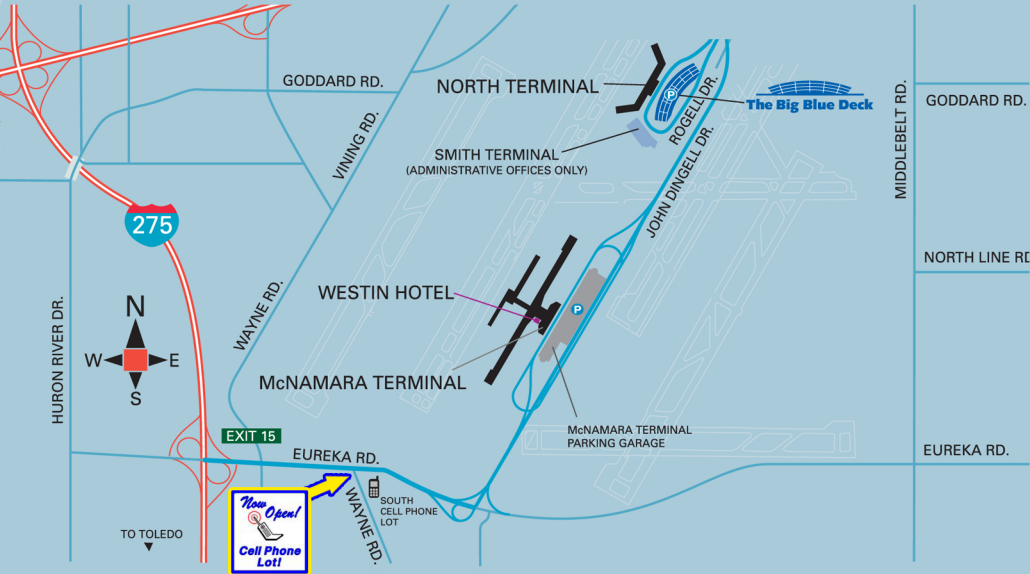 GODDARD RD.
NORTH TERMINAL
P
The Big Blue Deck
ROGELL DR.
GODDARD RD.
VINING RD.
SMITH TERMINAL
(ADMINISTRATIVE OFFICES ONLY)
JOHN DINGELL DR.
MIDDLEBELT RD.
275
NORTH LINE RD
WESTIN HOTEL
P
N
W E
S
HURON RIVER DR.
WAYNE RD.
McNAMARA TERMINAL
McNAMARA TERMINAL
PARKING GARAGE
EXIT 15
EUREKA RD.
EUREKA RD.
Now
Open!
Cell Phone
Lot!
SOUTH
CELL PHONE
LOT
WAYNE RD.
TO TOLEDO